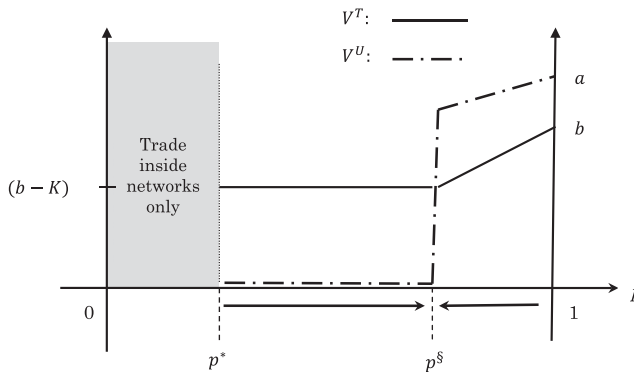 V^T:
V^U:
a
b
Trade
inside
networks
only
(b − K)
0
1
p*
p^§